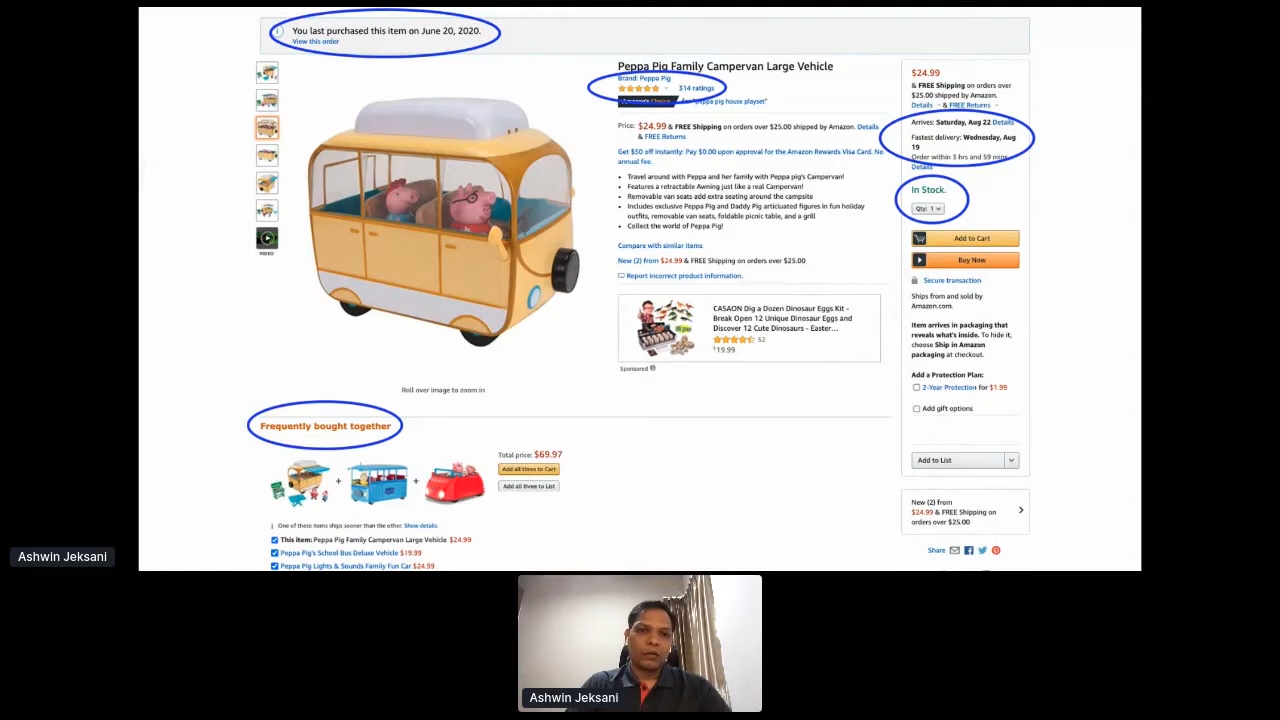 You last purchased this item on June 20, 2020.
View this order
VIDEO
Roll over image to zoom in
Peppa Pig Family Campervan Large Vehicle
Brand: Peppa Pig
314 ratings
Amazon's Choice for "peppa pig house playset"
Price: $24.99 & FREE Shipping on orders over $25.00 shipped by Amazon. Details
& FREE Returns
Get $50 off instantly: Pay $0.00 upon approval for the Amazon Rewards Visa Card. No
annual fee.
• Travel around with Peppa and her family with Peppa pig's Campervan!
• Features a retractable Awning just like a real Campervan!
• Removable van seats add extra seating around the campsite
• Includes exclusive Peppa Pig and Daddy Pig articluated figures in fun holiday
outfits, removable van seats, foldable picnic table, and a grill
• Collect the world of Peppa Pig!
Compare with similar items
New (2) from $24.99 & FREE Shipping on orders over $25.00
Report incorrect product information.
CASAON Dig a Dozen Dinosaur Eggs Kit -
Break Open 12 Unique Dinosaur Eggs and
Discover 12 Cute Dinosaurs - Easter...
52
$19.99
Sponsored
$24.99
& FREE Shipping on orders over
$25.00 shipped by Amazon.
Details & FREE Returns
Arrives: Saturday, Aug 22 Details
Fastest delivery: Wednesday, Aug
19
Order within 3 hrs and 59 mins
Details
In Stock.
Qty: 1
Add to Cart
Buy Now
Secure transaction
Ships from and sold by
Amazon.com.
Item arrives in packaging that
reveals what's inside. To hide it,
choose Ship in Amazon
packaging at checkout.
Add a Protection Plan:
2-Year Protection for $1.99
Add gift options
Add to List
New (2) from
$24.99 & FREE Shipping on
orders over $25.00
Share
Frequently bought together
Total price: $69.97
Add all three to Cart
Add all three to List
One of these items ships sooner than the other. Show details
This item: Peppa Pig Family Campervan Large Vehicle $24.99
Peppa Pig's School Bus Deluxe Vehicle $19.99
Peppa Pig Lights & Sounds Family Fun Car $24.99
Ashwin Jeksani
Ashwin Jeksani